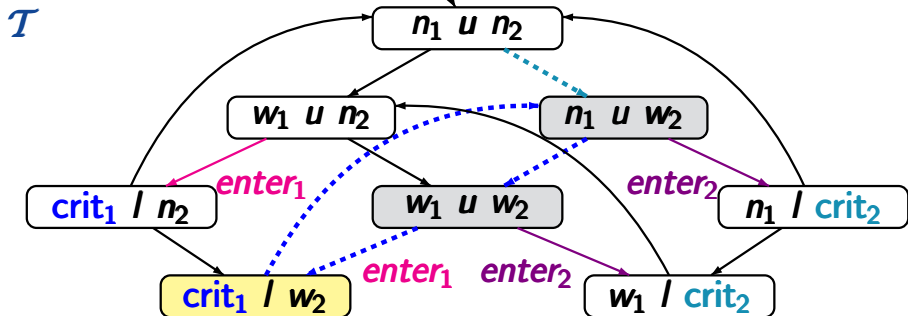 𝒯
n₁ u n₂
w₁ u n₂
n₁ u w₂
enter₁
enter₂
crit₁ l n₂
w₁ u w₂
n₁ l crit₂
enter₁
enter₂
crit₁ l w₂
w₁ l crit₂